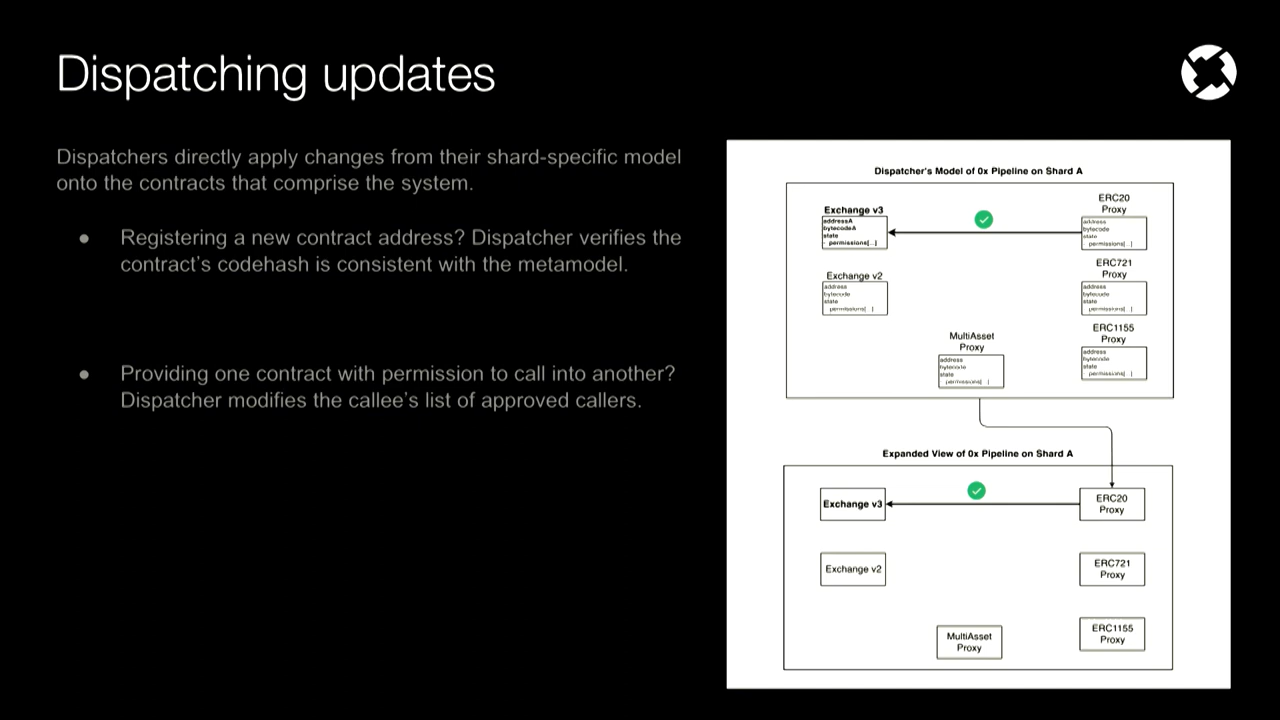 Dispatching updates
Dispatchers directly apply changes from their shard-specific model
onto the contracts that comprise the system.
● Registering a new contract address? Dispatcher verifies the
contract's codehash is consistent with the metamodel.
● Providing one contract with permission to call into another?
Dispatcher modifies the callee's list of approved callers.
Dispatcher's Model of 0x Pipeline on Shard A
Exchange v3
addressA
bytecodeA
state
- permissions[...]
ERC20
Proxy
address
bytecode
state
permissions[..]
Exchange v2
address
bytecode
state
permissions[ ]
ERC721
Proxy
address
bytecode
state
permissions[..]
MultiAsset
Proxy
address
bytecode
state
permissions[ ]
ERC1155
Proxy
address
bytecode
state
permissions[..]
Expanded View of 0x Pipeline on Shard A
Exchange v3
ERC20
Proxy
Exchange v2
ERC721
Proxy
MultiAsset
Proxy
ERC1155
Proxy